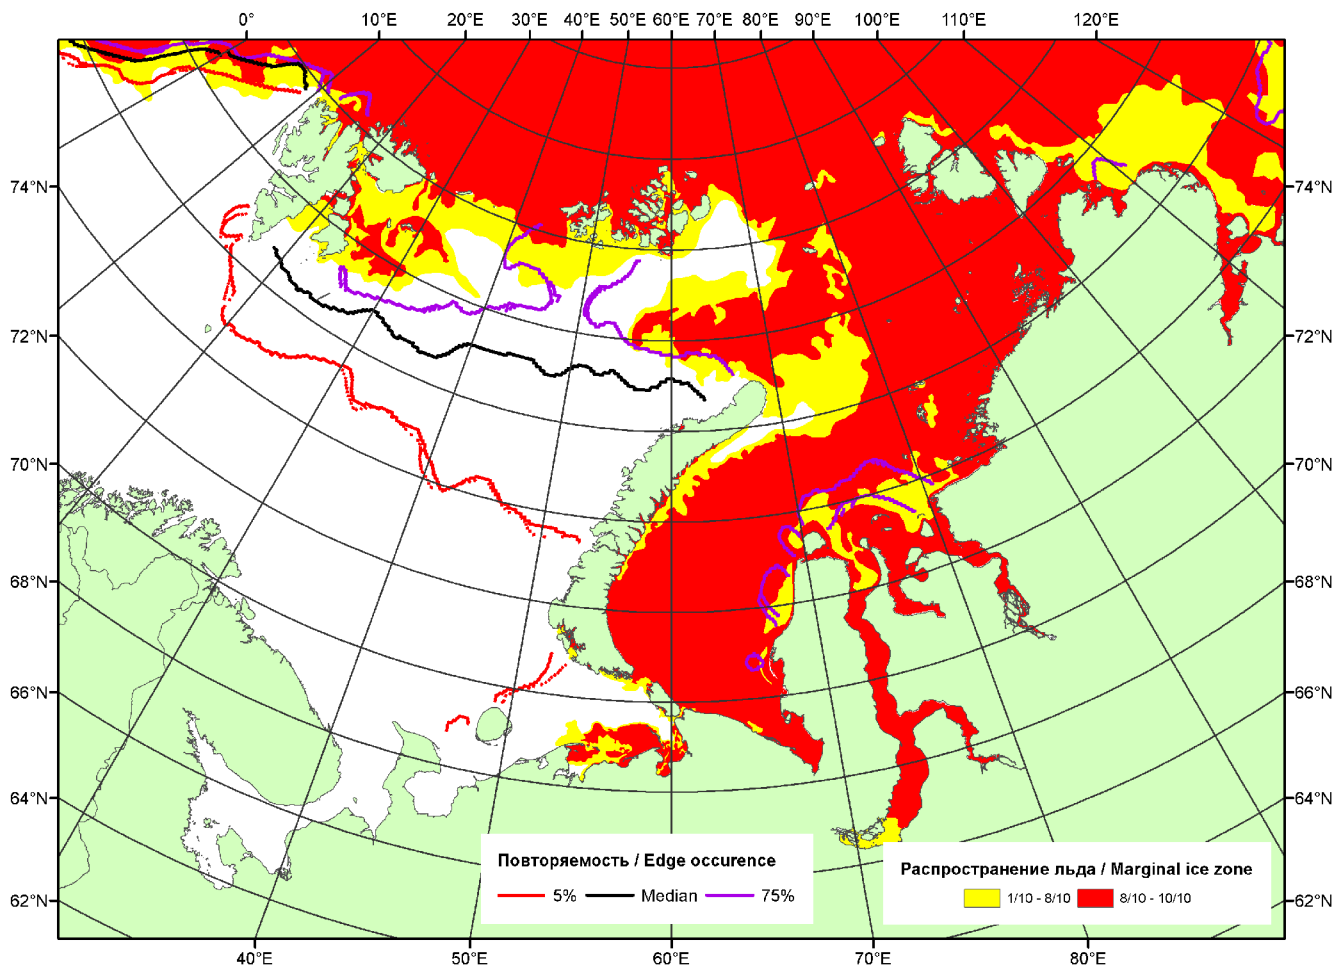 0° 10°E 20°E 30°E 40°E 50°E 60°E 70°E 80°E 90°E 100°E 110°E 120°E
74°N 74°N
72°N 72°N
70°N 70°N
68°N 68°N
66°N 66°N
64°N 64°N
62°N 62°N
Повторяемость / Edge occurence
5% Median 75%
Распространение льда / Marginal ice zone
1/10 - 8/10 8/10 - 10/10
40°E 50°E 60°E 70°E 80°E